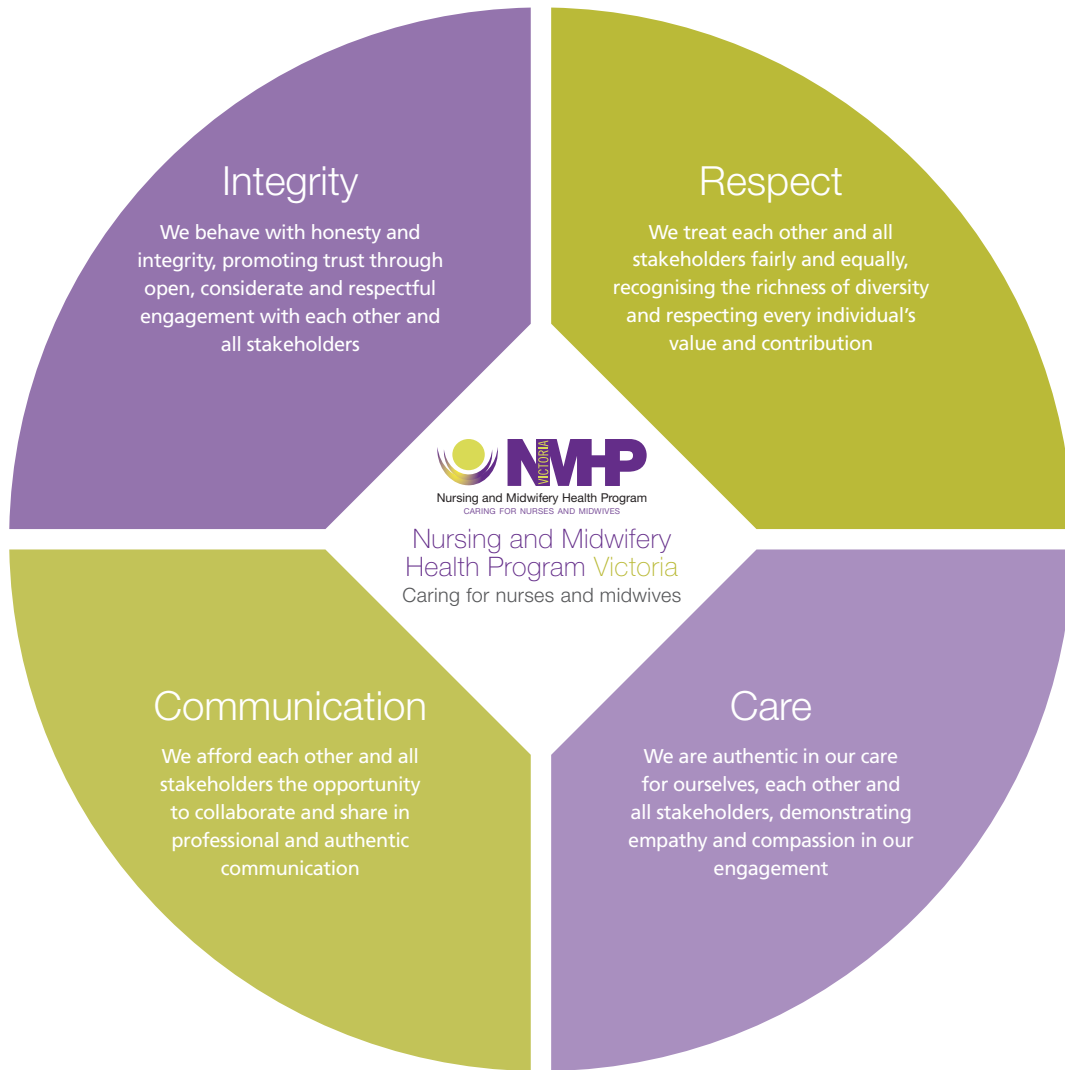 Integrity
We behave with honesty and
integrity, promoting trust through
open, considerate and respectful
engagement with each other and
all stakeholders
Respect
We treat each other and all
stakeholders fairly and equally,
recognising the richness of diversity
and respecting every individual’s
value and contribution
NMHP
VICTORIA
Nursing and Midwifery Health Program
CARING FOR NURSES AND MIDWIVES
Nursing and Midwifery
Health Program Victoria
Caring for nurses and midwives
Communication
We afford each other and all
stakeholders the opportunity
to collaborate and share in
professional and authentic
communication
Care
We are authentic in our care
for ourselves, each other and
all stakeholders, demonstrating
empathy and compassion in our
engagement